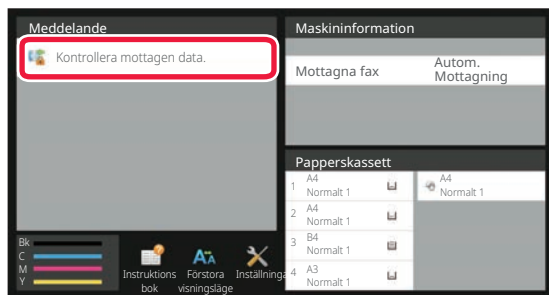 Meddelande
Kontrollera mottagen data.
Maskininformation
Mottagna fax
Autom.
Mottagning
Papperskassett
1 A4
Normalt 1
A4
Normalt 1
2 A4
Normalt 1
3 B4
Normalt 1
4 A3
Normalt 1
Bk
C
M
Y
Instruktions
bok
Förstora
visningsläge
Inställninga